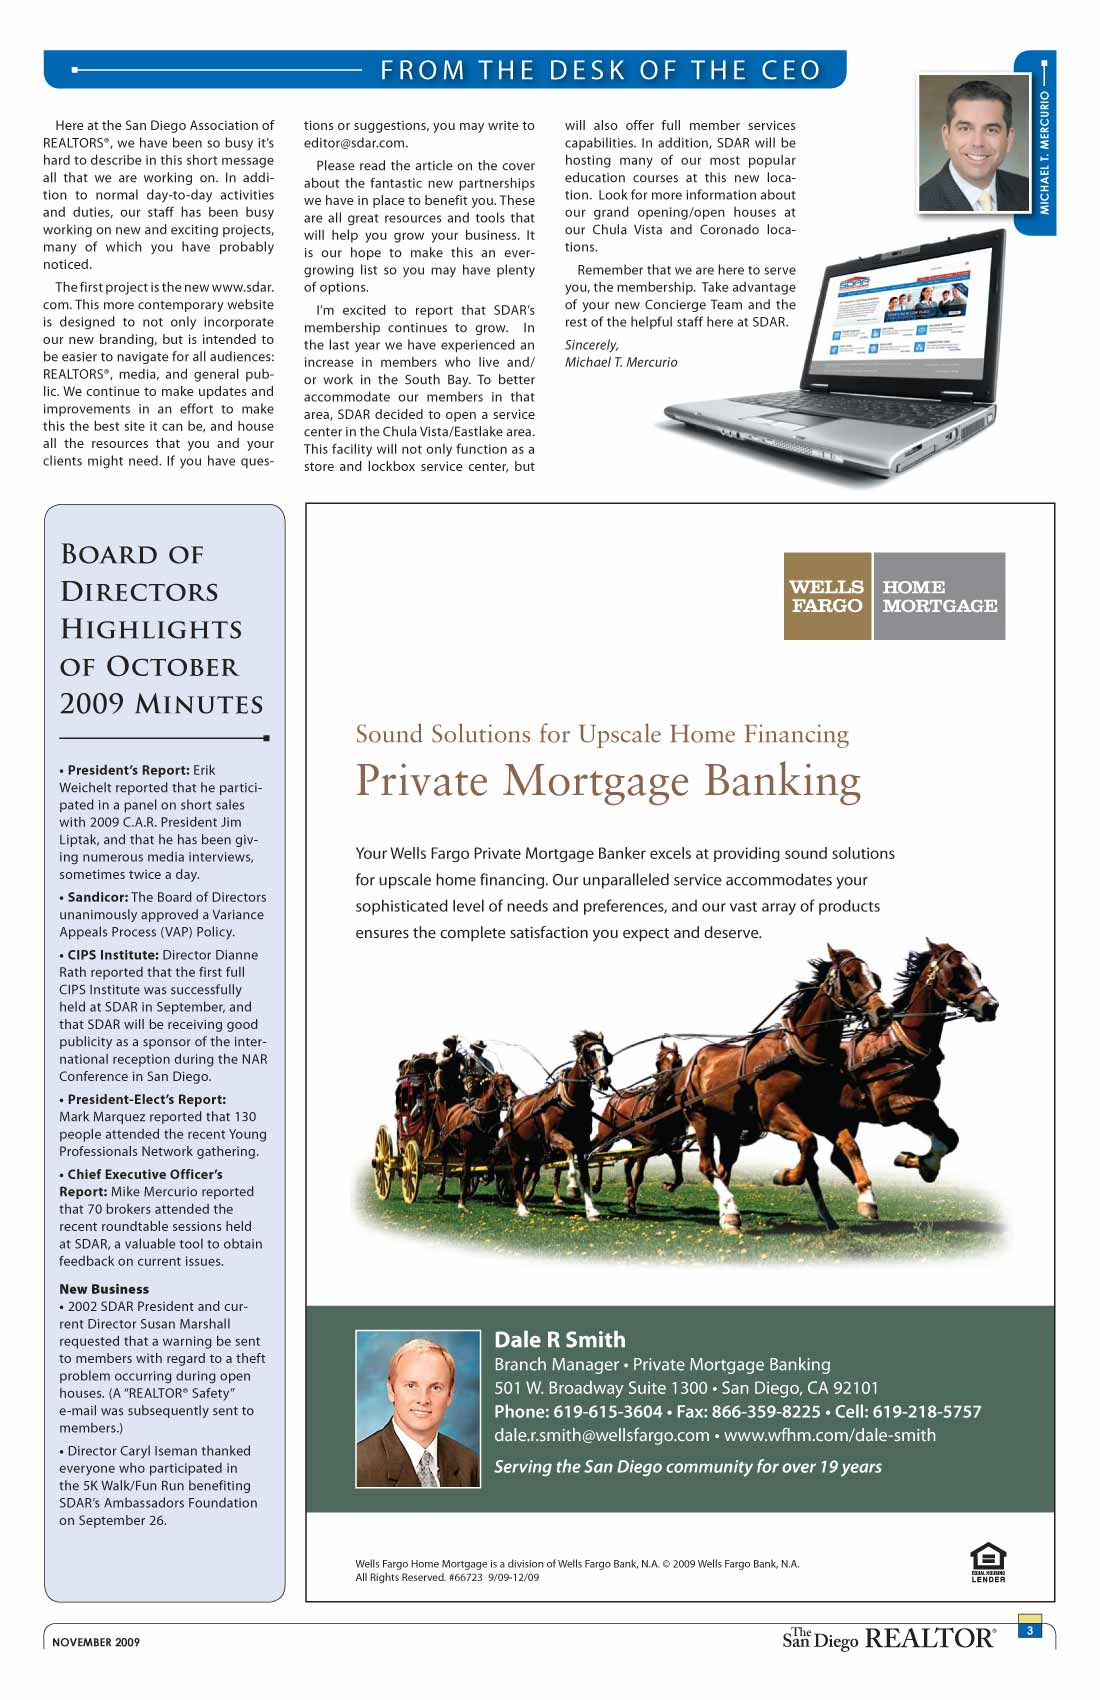 FROM THE DESK OF THE CEO
MICHAEL T. MERCURIO
Here at the San Diego Association of
REALTORS®, we have been so busy it's
hard to describe in this short message
all that we are working on. In addi-
tion to normal day-to-day activities
and duties, our staff has been busy
working on new and exciting projects,
many of which you have probably
noticed.
The first project is the new www.sdar.
com. This more contemporary website
is designed to not only incorporate
our new branding, but is intended to
be easier to navigate for all audiences:
REALTORS®, media, and general pub-
lic. We continue to make updates and
improvements in an effort to make
this the best site it can be, and house
all the resources that you and your
clients might need. If you have ques-
tions or suggestions, you may write to
editor@sdar.com.
Please read the article on the cover
about the fantastic new partnerships
we have in place to benefit you. These
are all great resources and tools that
will help you grow your business. It
is our hope to make this an ever-
growing list so you may have plenty
of options.
I'm excited to report that SDAR's
membership continues to grow. In
the last year we have experienced an
increase in members who live and/
or work in the South Bay. To better
accommodate our members in that
area, SDAR decided to open a service
center in the Chula Vista/Eastlake area.
This facility will not only function as a
store and lockbox service center, but
will also offer full member services
capabilities. In addition, SDAR will be
hosting many of our most popular
education courses at this new loca-
tion. Look for more information about
our grand opening/open houses at
our Chula Vista and Coronado loca-
tions.
Remember that we are here to serve
you, the membership. Take advantage
of your new Concierge Team and the
rest of the helpful staff here at SDAR.
Sincerely,
Michael T. Mercurio
SDAR
BOARD OF
DIRECTORS
HIGHLIGHTS
OF OCTOBER
2009 MINUTES
• President's Report: Erik
Weichelt reported that he partici-
pated in a panel on short sales
with 2009 C.A.R. President Jim
Liptak, and that he has been giv-
ing numerous media interviews,
sometimes twice a day.
• Sandicor: The Board of Directors
unanimously approved a Variance
Appeals Process (VAP) Policy.
• CIPS Institute: Director Dianne
Rath reported that the first full
CIPS Institute was successfully
held at SDAR in September, and
that SDAR will be receiving good
publicity as a sponsor of the inter-
national reception during the NAR
Conference in San Diego.
• President-Elect's Report:
Mark Marquez reported that 130
people attended the recent Young
Professionals Network gathering.
• Chief Executive Officer's
Report: Mike Mercurio reported
that 70 brokers attended the
recent roundtable sessions held
at SDAR, a valuable tool to obtain
feedback on current issues.
New Business
• 2002 SDAR President and cur-
rent Director Susan Marshall
requested that a warning be sent
to members with regard to a theft
problem occurring during open
houses. (A "REALTOR® Safety"
e-mail was subsequently sent to
members.)
• Director Caryl Iseman thanked
everyone who participated in
the 5K Walk/Fun Run benefiting
SDAR's Ambassadors Foundation
on September 26.
WELLS FARGO
HOME MORTGAGE
Sound Solutions for Upscale Home Financing
Private Mortgage Banking
Your Wells Fargo Private Mortgage Banker excels at providing sound solutions
for upscale home financing. Our unparalleled service accommodates your
sophisticated level of needs and preferences, and our vast array of products
ensures the complete satisfaction you expect and deserve.
Dale R Smith
Branch Manager • Private Mortgage Banking
501 W. Broadway Suite 1300 • San Diego, CA 92101
Phone: 619-615-3604 • Fax: 866-359-8225 • Cell: 619-218-5757
dale.r.smith@wellsfargo.com • www.wfhm.com/dale-smith
Serving the San Diego community for over 19 years
Wells Fargo Home Mortgage is a division of Wells Fargo Bank, N.A. © 2009 Wells Fargo Bank, N.A.
All Rights Reserved. #66723 9/09-12/09
EQUAL HOUSING
LENDER
NOVEMBER 2009
The San Diego REALTOR®
3